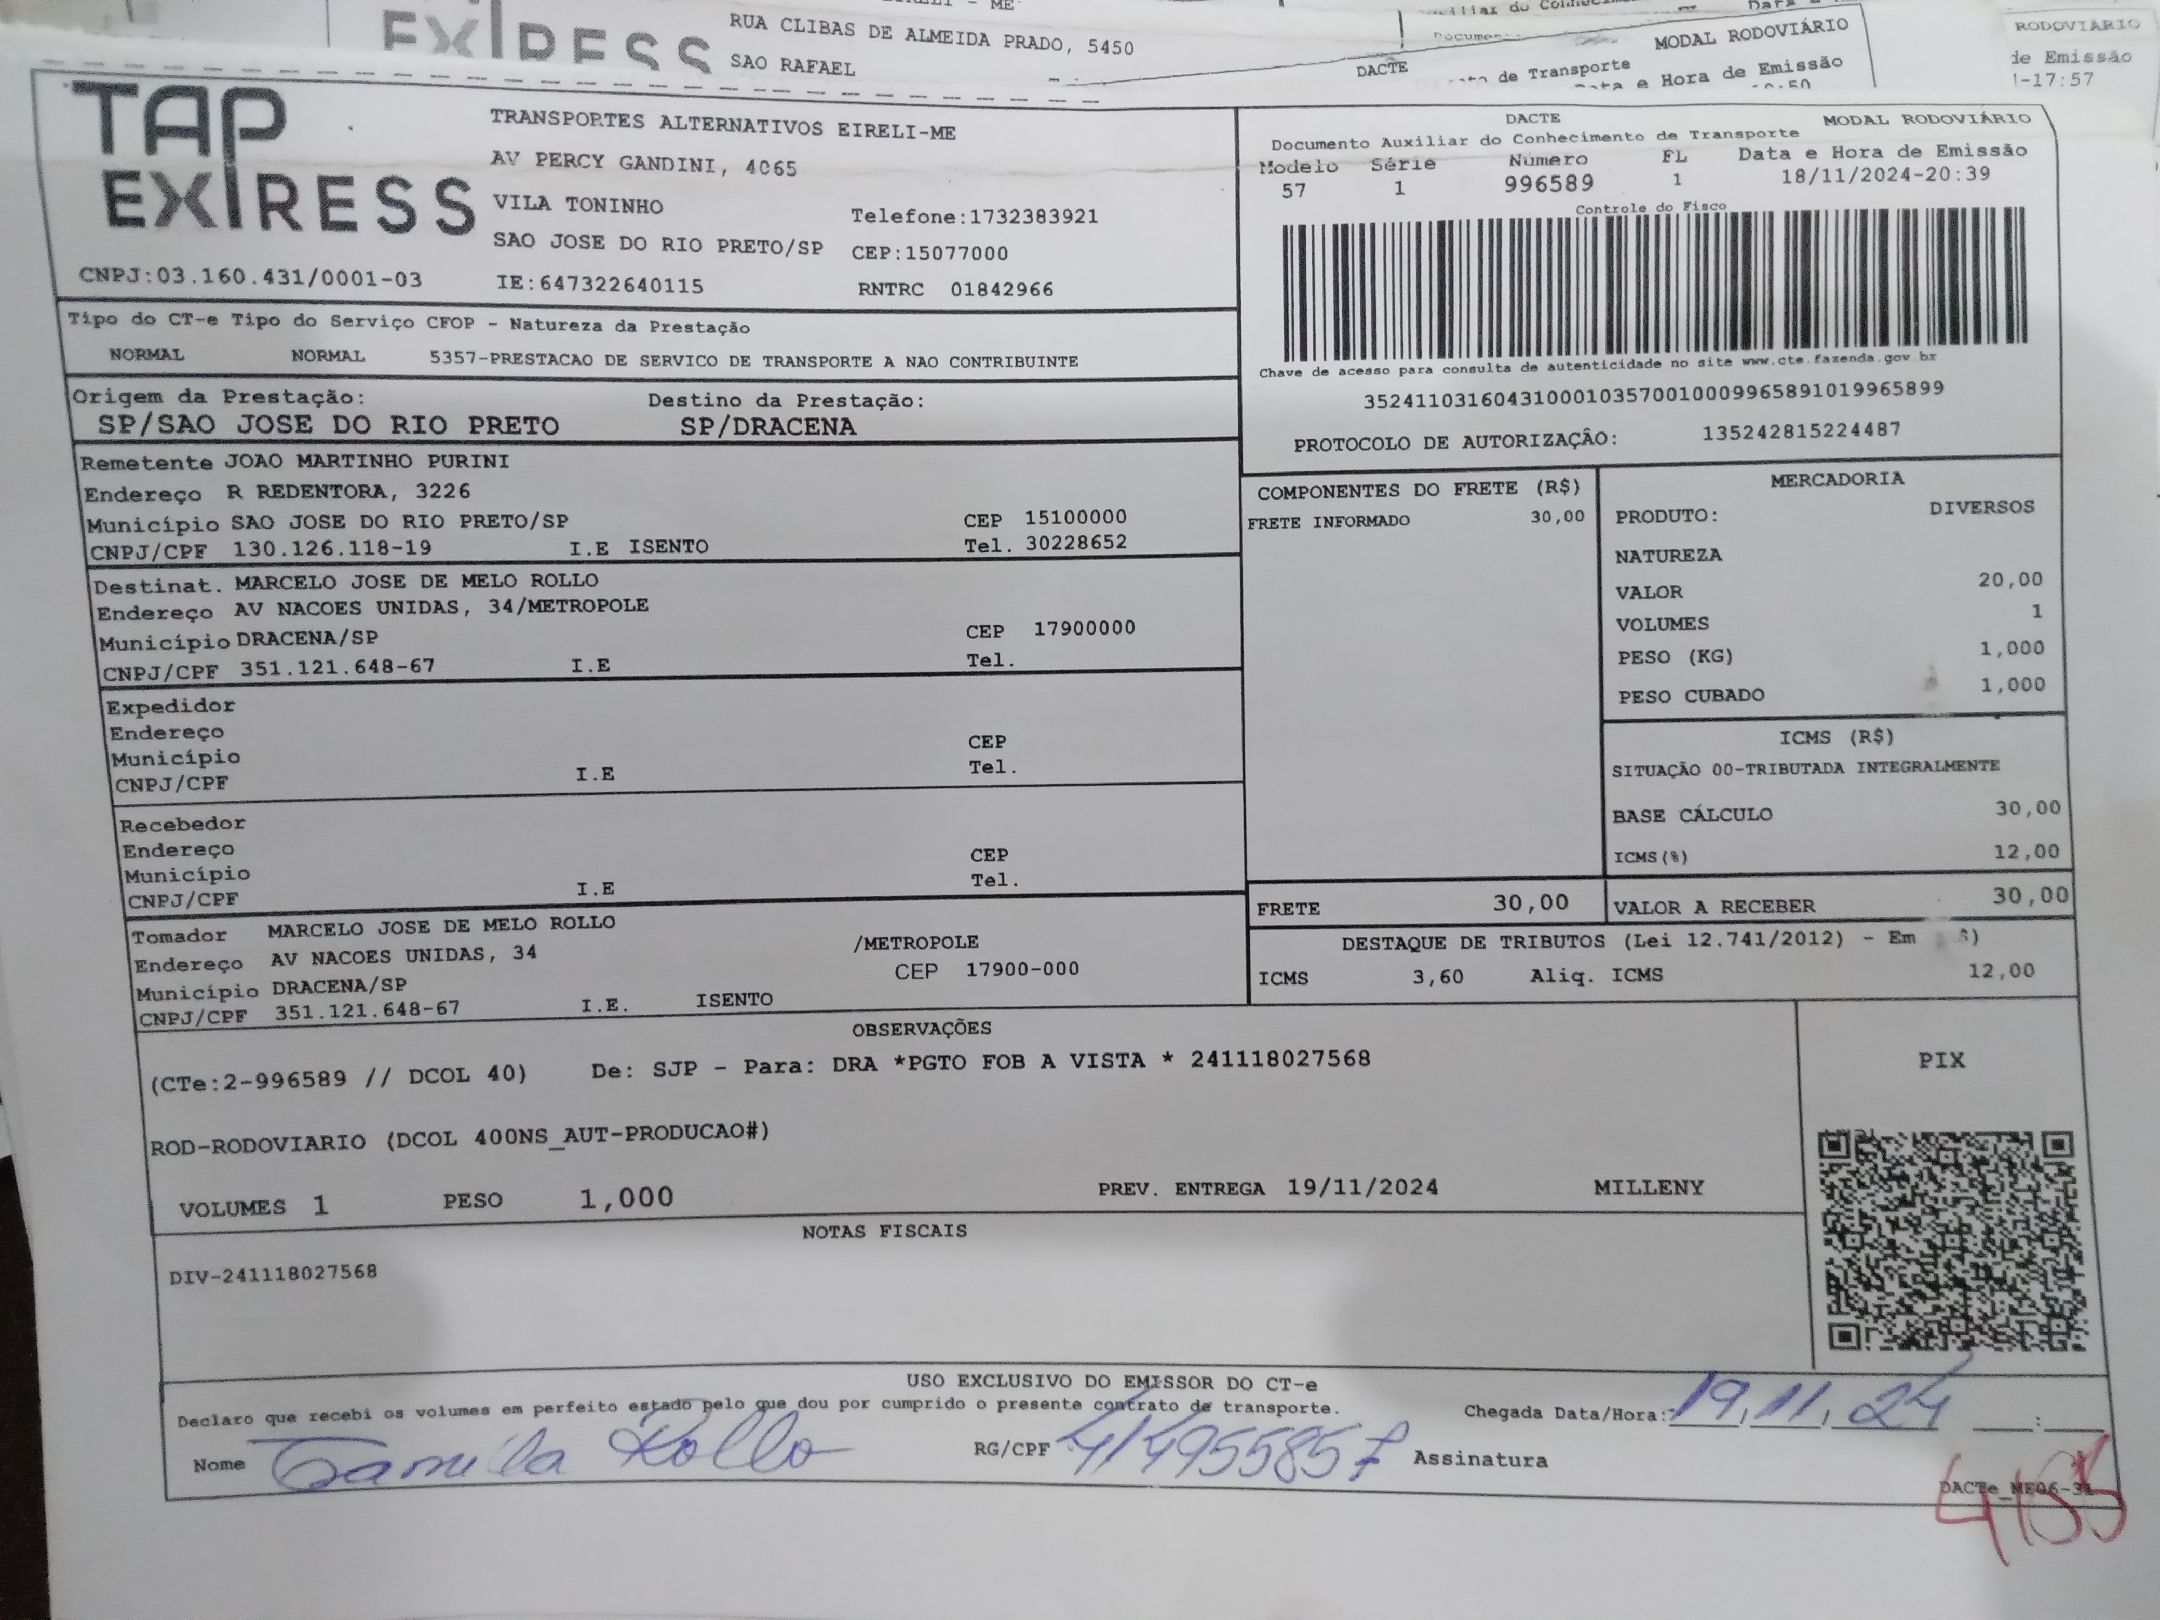 RUA CLIBAS DE ALMEIDA PRADO, 5450
EXPRESS SAO RAFAEL
DACTE MODAL RODOVIÁRIO
de Transporte
e Hora de Emissão
RODOVIARIO
de Emissão
-17:57
TAP EXPRESS
TRANSPORTES ALTERNATIVOS EIRELI-ME
AV PERCY GANDINI, 4065
VILA TONINHO Telefone:1732383921
SAO JOSE DO RIO PRETO/SP CEP:15077000
CNPJ:03.160.431/0001-03 IE:647322640115 RNTRC 01842966
DACTE MODAL RODOVIÁRIO
Documento Auxiliar do Conhecimento de Transporte
Modelo Série Número FL Data e Hora de Emissão
57 1 996589 1 18/11/2024-20:39
Controle do Fisco
Chave de acesso para consulta de autenticidade no site www.cte.fazenda.gov.br
35241103160431000103570010009965891019965899
PROTOCOLO DE AUTORIZAÇÃO: 135242815224487
Tipo do CT-e Tipo do Serviço CFOP - Natureza da Prestação
NORMAL NORMAL 5357-PRESTACAO DE SERVICO DE TRANSPORTE A NAO CONTRIBUINTE
Origem da Prestação: Destino da Prestação:
SP/SAO JOSE DO RIO PRETO SP/DRACENA
Remetente JOAO MARTINHO PURINI
Endereço R REDENTORA, 3226
Município SAO JOSE DO RIO PRETO/SP CEP 15100000
CNPJ/CPF 130.126.118-19 I.E ISENTO Tel. 30228652
Destinat. MARCELO JOSE DE MELO ROLLO
Endereço AV NACOES UNIDAS, 34/METROPOLE
Município DRACENA/SP CEP 17900000
CNPJ/CPF 351.121.648-67 I.E Tel.
Expedidor
Endereço
Município CEP
CNPJ/CPF I.E Tel.
Recebedor
Endereço
Município CEP
CNPJ/CPF I.E Tel.
Tomador MARCELO JOSE DE MELO ROLLO
Endereço AV NACOES UNIDAS, 34 /METROPOLE
Município DRACENA/SP CEP 17900-000
CNPJ/CPF 351.121.648-67 I.E. ISENTO
COMPONENTES DO FRETE (R$)
FRETE INFORMADO 30,00
MERCADORIA
PRODUTO: DIVERSOS
NATUREZA
VALOR 20,00
VOLUMES 1
PESO (KG) 1,000
PESO CUBADO 1,000
ICMS (R$)
SITUAÇÃO 00-TRIBUTADA INTEGRALMENTE
BASE CÁLCULO 30,00
ICMS(%) 12,00
FRETE 30,00 VALOR A RECEBER 30,00
DESTAQUE DE TRIBUTOS (Lei 12.741/2012) - Em $)
ICMS 3,60 Aliq. ICMS 12,00
OBSERVAÇÕES
(CTe:2-996589 // DCOL 40) De: SJP - Para: DRA *PGTO FOB A VISTA * 241118027568
ROD-RODOVIARIO (DCOL 400NS_AUT-PRODUCAO#)
VOLUMES 1 PESO 1,000 PREV. ENTREGA 19/11/2024 MILLENY
PIX
NOTAS FISCAIS
DIV-241118027568
USO EXCLUSIVO DO EMISSOR DO CT-e
Declaro que recebi os volumes em perfeito estado pelo que dou por cumprido o presente contrato de transporte. Chegada Data/Hora: 19/11/24 :
Nome Camila Rollo RG/CPF 414955857 Assinatura